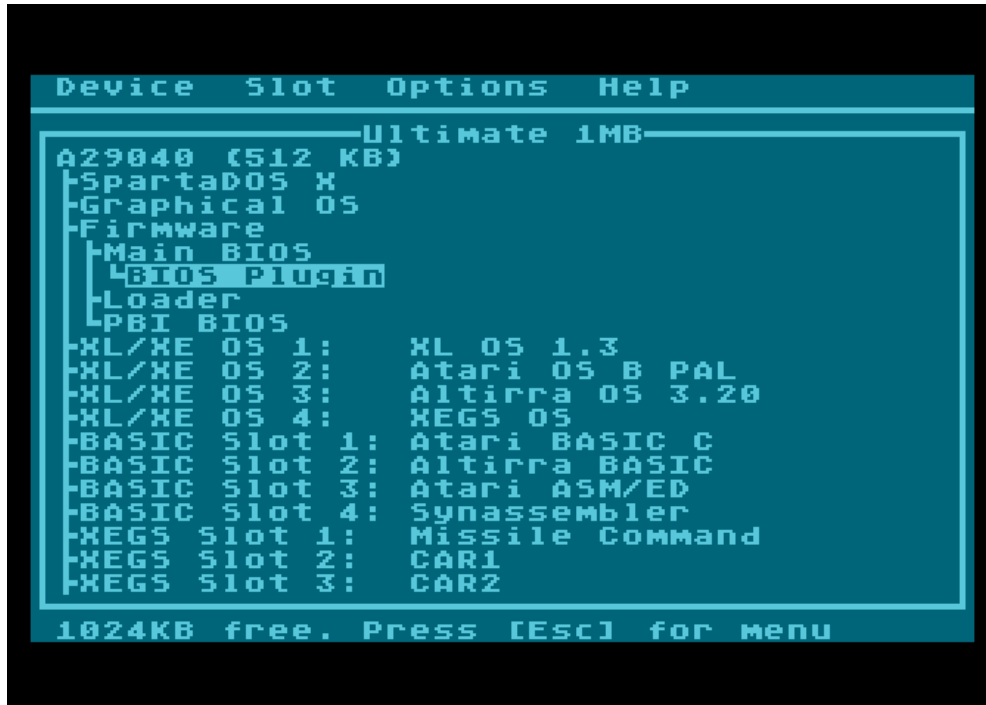 Device Slot Options Help
Ultimate 1MB
A29040 (512 KB)
SpartaDOS X
Graphical OS
Firmware
Main BIOS
BIOS Plugin
Loader
PBI BIOS
XL/XE OS 1: XL OS 1.3
XL/XE OS 2: Atari OS B PAL
XL/XE OS 3: Altirra OS 3.20
XL/XE OS 4: XEGS OS
BASIC Slot 1: Atari BASIC C
BASIC Slot 2: Altirra BASIC
BASIC Slot 3: Atari ASM/ED
BASIC Slot 4: Synassembler
XEGS Slot 1: Missile Command
XEGS Slot 2: CAR1
XEGS Slot 3: CAR2
1024KB free. Press [Esc] for menu